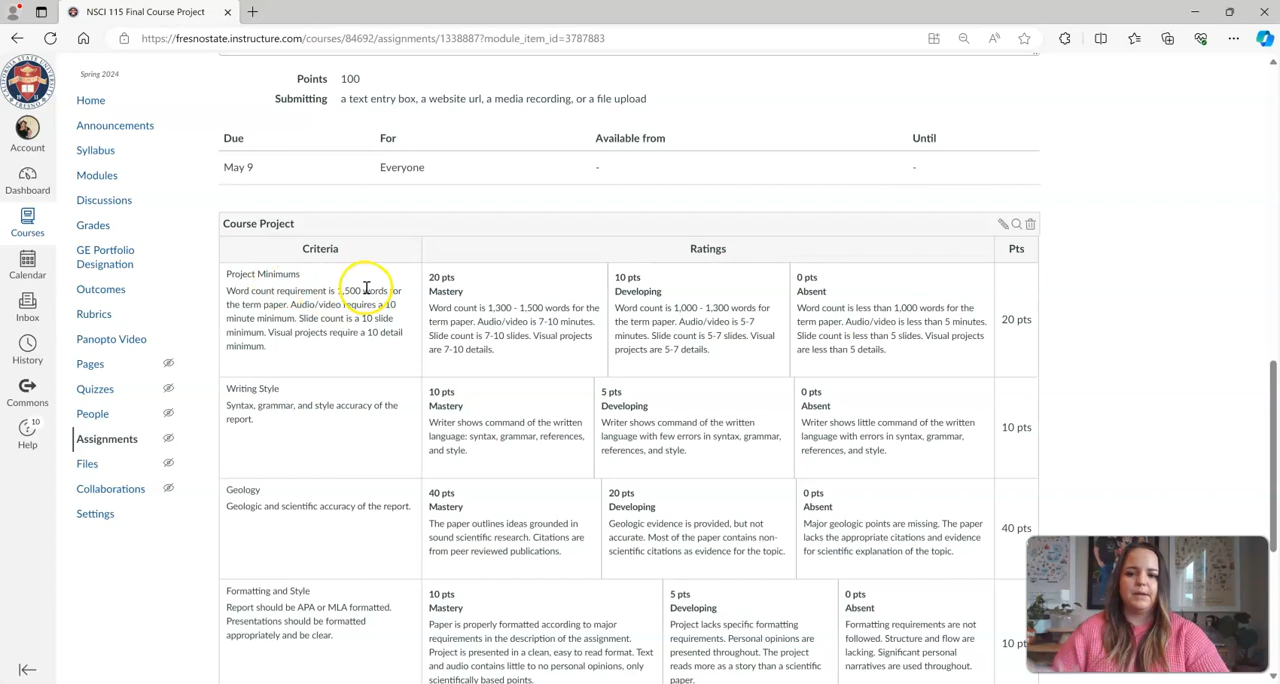 NSCI 115 Final Course Project
https://fresnostate.instructure.com/courses/84692/assignments/1338887?module_item_id=3787883
Spring 2024
Account
Dashboard
Courses
Calendar
Inbox
History
Commons
10
Help
Home
Announcements
Syllabus
Modules
Discussions
Grades
GE Portfolio
Designation
Outcomes
Rubrics
Panopto Video
Pages
Quizzes
People
Assignments
Files
Collaborations
Settings
Points 100
Submitting a text entry box, a website url, a media recording, or a file upload
Due For Available from Until
May 9 Everyone - -
Course Project
Criteria Ratings Pts
Project Minimums
Word count requirement is 1,500 words for
the term paper. Audio/video requires a 10
minute minimum. Slide count is a 10 slide
minimum. Visual projects require a 10 detail
minimum.
20 pts
Mastery
Word count is 1,300 - 1,500 words for the
term paper. Audio/video is 7-10 minutes.
Slide count is 7-10 slides. Visual projects
are 7-10 details.
10 pts
Developing
Word count is 1,000 - 1,300 words for
the term paper. Audio/video is 5-7
minutes. Slide count is 5-7 slides. Visual
projects are 5-7 details.
0 pts
Absent
Word count is less than 1,000 words for the
term paper. Audio/video is less than 5 minutes.
Slide count is less than 5 slides. Visual projects
are less than 5 details.
20 pts
Writing Style
Syntax, grammar, and style accuracy of the
report.
10 pts
Mastery
Writer shows command of the written
language: syntax, grammar, references,
and style.
5 pts
Developing
Writer shows command of the written
language with few errors in syntax, grammar,
references, and style.
0 pts
Absent
Writer shows little command of the written
language with errors in syntax, grammar,
references, and style.
10 pts
Geology
Geologic and scientific accuracy of the report.
40 pts
Mastery
The paper outlines ideas grounded in
sound scientific research. Citations are
from peer reviewed publications.
20 pts
Developing
Geologic evidence is provided, but not
accurate. Most of the paper contains non-
scientific citations as evidence for the topic.
0 pts
Absent
Major geologic points are missing. The paper
lacks the appropriate citations and evidence
for scientific explanation of the topic.
40 pts
Formatting and Style
Report should be APA or MLA formatted.
Presentations should be formatted
appropriately and be clear.
10 pts
Mastery
Paper is properly formatted according to major
requirements in the description of the assignment.
Project is presented in a clean, easy to read format. Text
and audio contains little to no personal opinions, only
scientifically based points.
5 pts
Developing
Project lacks specific formatting
requirements. Personal opinions are
presented throughout. The project
reads more as a story than a scientific
paper.
0 pts
Absent
Formatting requirements are not
followed. Structure and flow are
lacking. Significant personal
narratives are used throughout.
10